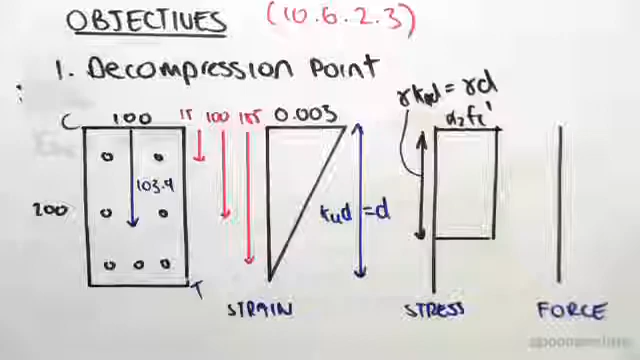 OBJECTIVES (10.6.2.3)
1. Decompression Point
γkud = γd
C 100 15 100 185 0.003 α2fc'
103.4
200
kud = d
T
STRAIN STRESS FORCE